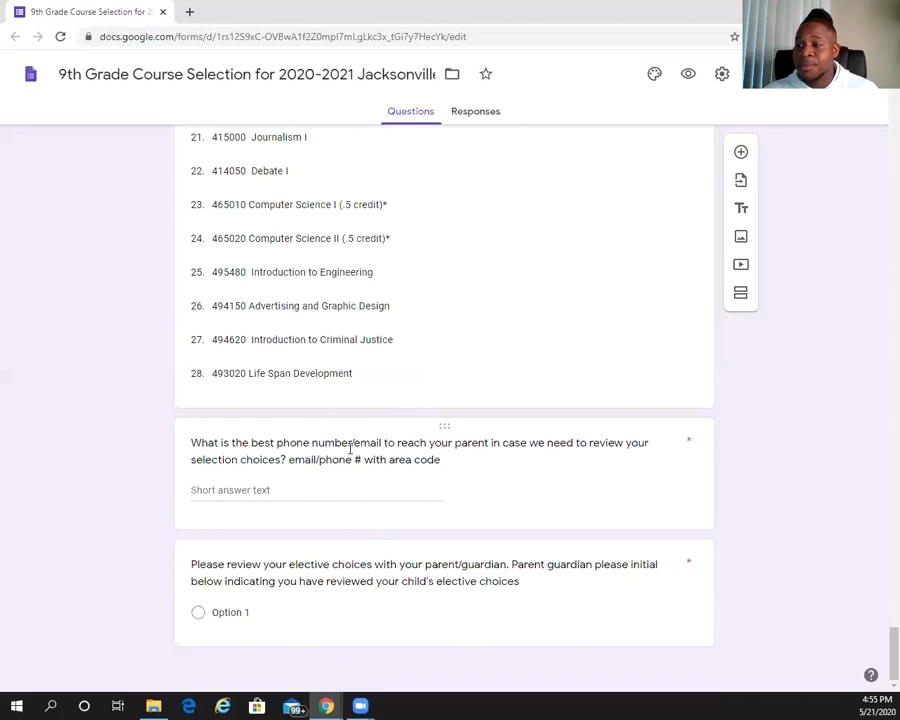 9th Grade Course Selection for 2
docs.google.com/forms/d/1rs12S9xC-OVBwA1f2Z0mpI7mLgLkc3x_tGi7y7HecYk/edit
9th Grade Course Selection for 2020-2021 Jacksonville
Questions Responses
21. 415000 Journalism I
22. 414050 Debate I
23. 465010 Computer Science I (.5 credit)*
24. 465020 Computer Science II (.5 credit)*
25. 495480 Introduction to Engineering
26. 494150 Advertising and Graphic Design
27. 494620 Introduction to Criminal Justice
28. 493020 Life Span Development
What is the best phone number/email to reach your parent in case we need to review your *
selection choices? email/phone # with area code
Short answer text
Please review your elective choices with your parent/guardian. Parent guardian please initial *
below indicating you have reviewed your child's elective choices
Option 1
99+
4:55 PM
5/21/2020